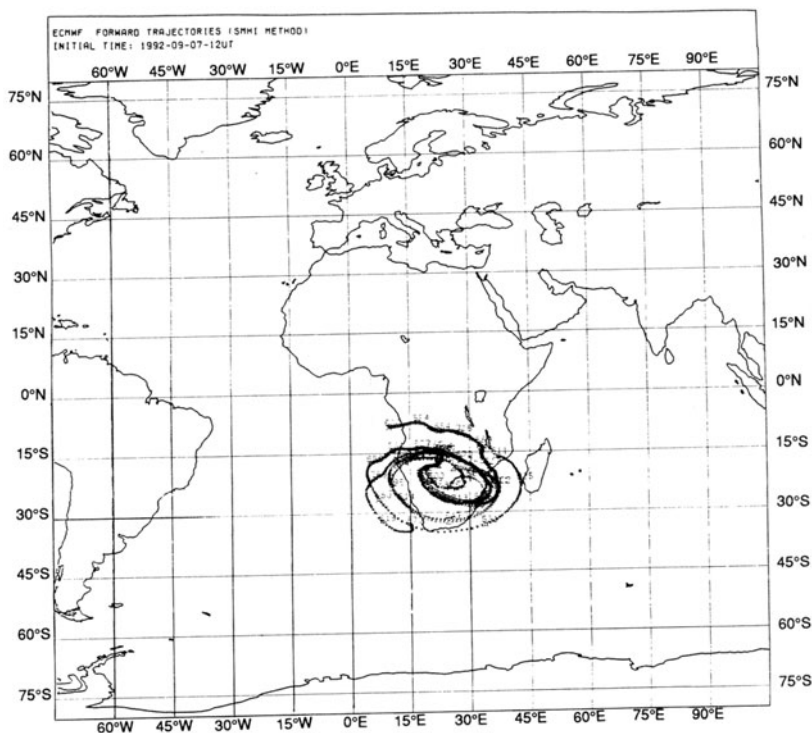 ECMWF FORWARD TRAJECTORIES (SMHI METHOD)
INITIAL TIME: 1992-09-07-12UT
60°W 45°W 30°W 15°W 0°E 15°E 30°E 45°E 60°E 75°E 90°E
75°N 75°N
60°N 60°N
45°N 45°N
30°N 30°N
15°N 15°N
0°N 0°N
15°S 15°S
30°S 30°S
45°S 45°S
60°S 60°S
75°S 75°S
60°W 45°W 30°W 15°W 0°E 15°E 30°E 45°E 60°E 75°E 90°E